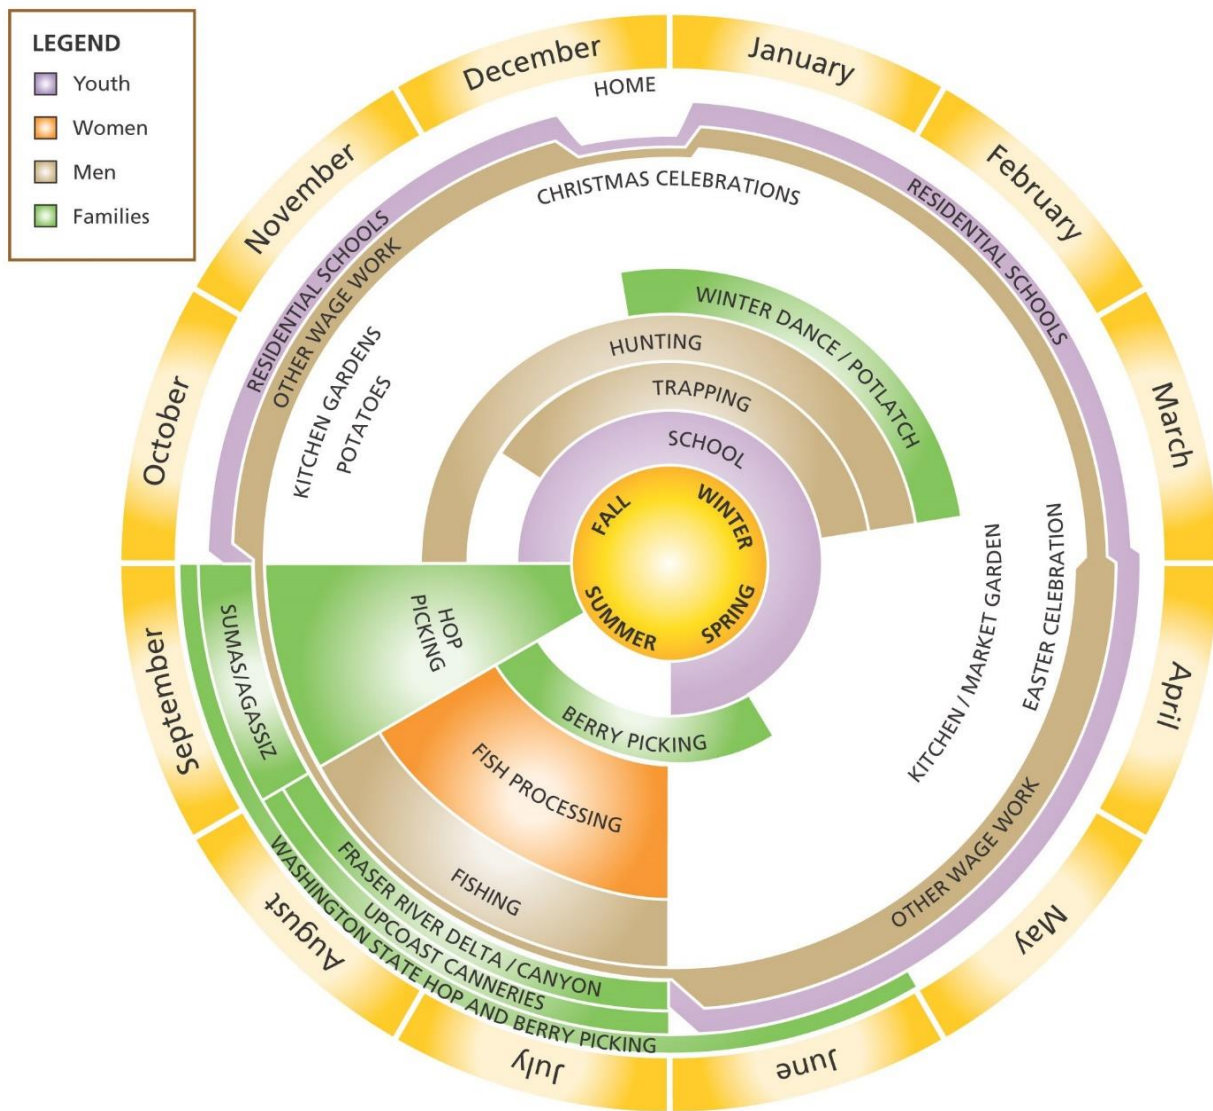 LEGEND
Youth
Women
Men
Families
January
February
March
April
May
June
July
August
September
October
November
December
HOME
RESIDENTIAL SCHOOLS
RESIDENTIAL SCHOOLS
OTHER WAGE WORK
CHRISTMAS CELEBRATIONS
KITCHEN GARDENS
POTATOES
WINTER DANCE / POTLATCH
HUNTING
TRAPPING
SCHOOL
FALL
WINTER
SPRING
SUMMER
KITCHEN / MARKET GARDEN
EASTER CELEBRATION
OTHER WAGE WORK
HOP
PICKING
SUMAS/AGASSIZ
BERRY PICKING
FISH PROCESSING
FISHING
FRASER RIVER DELTA / CANYON
UPCOAST CANNERIES
WASHINGTON STATE HOP AND BERRY PICKING